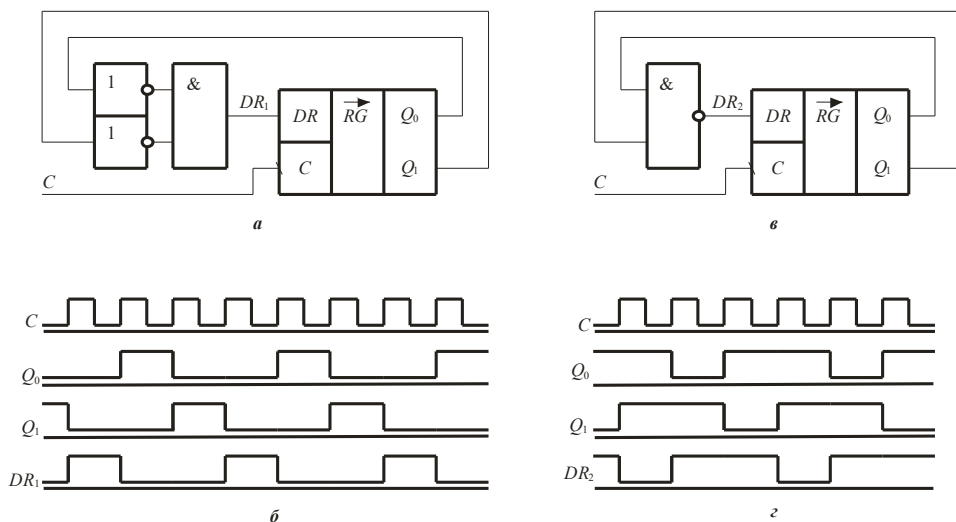 1 & DR₁ DR RG Q₀
1 C Q₁
C
а
& DR₂ DR RG Q₀
C Q₁
C
в
C
Q₀
Q₁
DR₁
б
C
Q₀
Q₁
DR₂
г